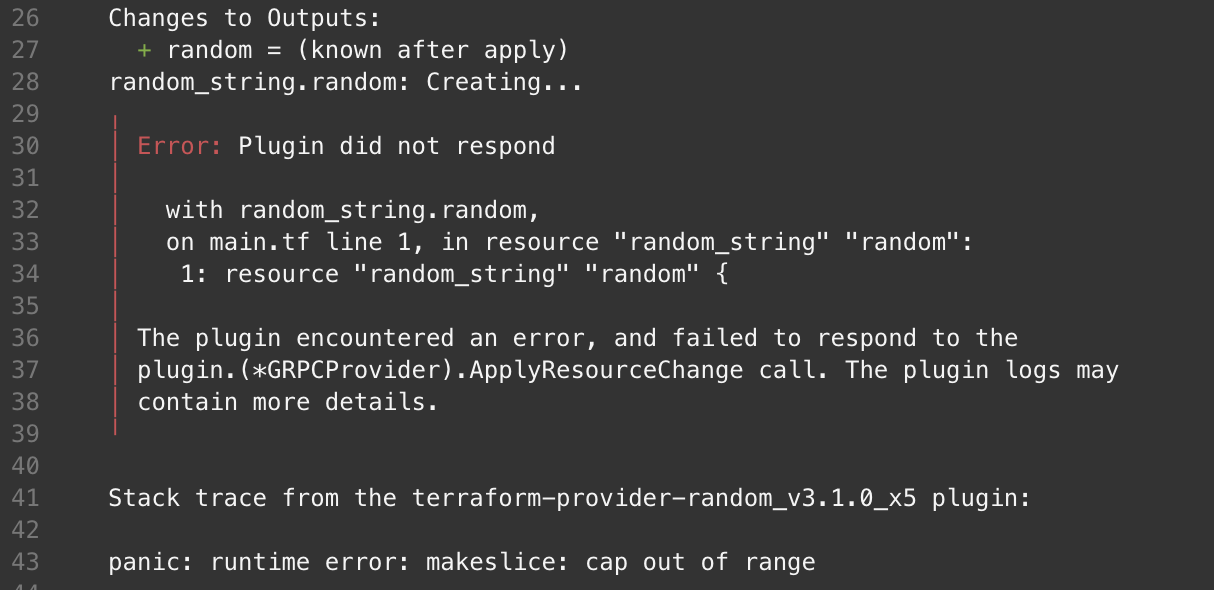 26 Changes to Outputs:
27 + random = (known after apply)
28 random_string.random: Creating...
29
30 Error: Plugin did not respond
31
32 with random_string.random,
33 on main.tf line 1, in resource "random_string" "random":
34 1: resource "random_string" "random" {
35
36 The plugin encountered an error, and failed to respond to the
37 plugin.(*GRPCProvider).ApplyResourceChange call. The plugin logs may
38 contain more details.
39
40
41 Stack trace from the terraform-provider-random_v3.1.0_x5 plugin:
42
43 panic: runtime error: makeslice: cap out of range